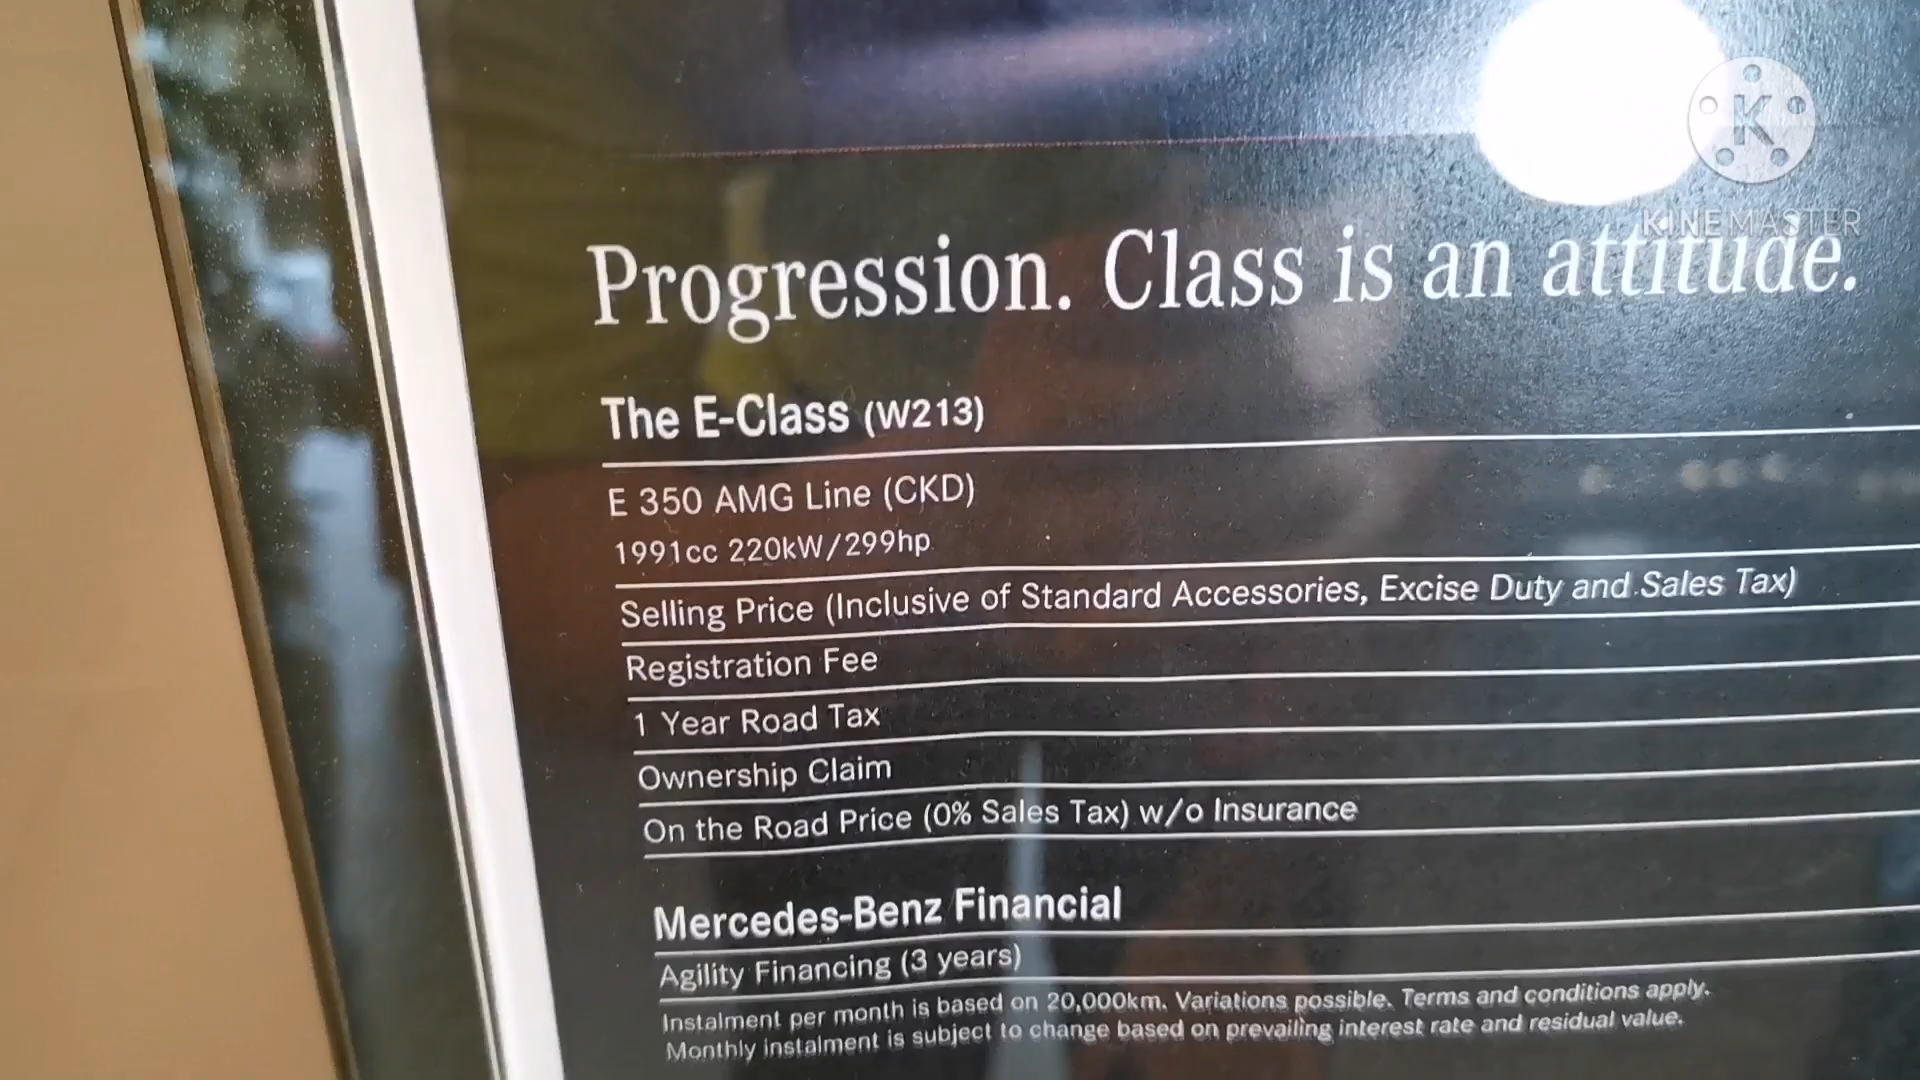 K
KINEMASTER
Progression. Class is an attitude.
The E-Class (W213)
E 350 AMG Line (CKD)
1991cc 220kW/299hp
Selling Price (Inclusive of Standard Accessories, Excise Duty and Sales Tax)
Registration Fee
1 Year Road Tax
Ownership Claim
On the Road Price (0% Sales Tax) w/o Insurance
Mercedes-Benz Financial
Agility Financing (3 years)
Instalment per month is based on 20,000km. Variations possible. Terms and conditions apply.
Monthly instalment is subject to change based on prevailing interest rate and residual value.